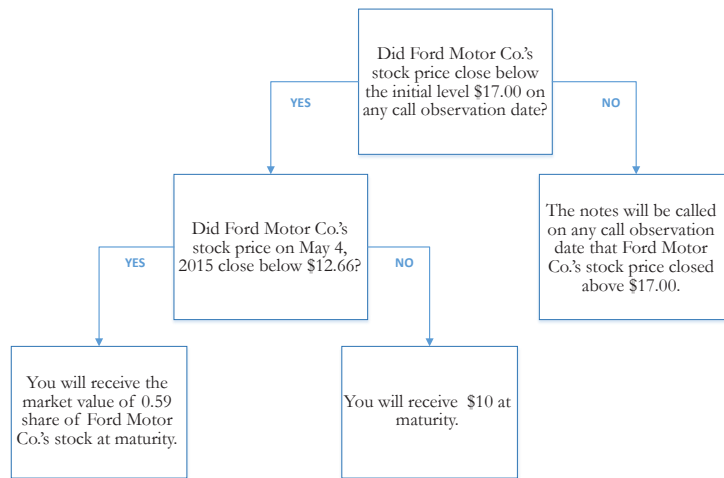 Did Ford Motor Co.'s
stock price close below
the initial level $17.00 on
any call observation date?
YES
NO
Did Ford Motor Co.'s
stock price on May 4,
2015 close below $12.66?
The notes will be called
on any call observation
date that Ford Motor
Co.'s stock price closed
above $17.00.
YES
NO
You will receive the
market value of 0.59
share of Ford Motor
Co.'s stock at maturity.
You will receive $10 at
maturity.